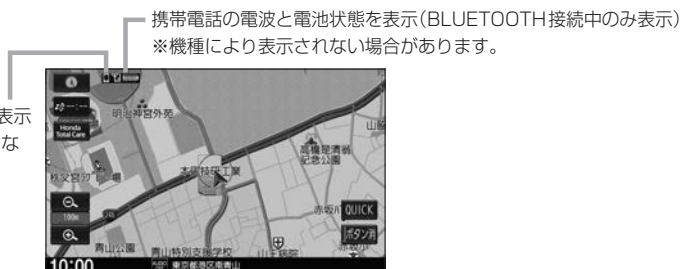 携帯電話の電波と電池状態を表示(BLUETOOTH接続中のみ表示)
※機種により表示されない場合があります。
表示
な
明治神宮外苑
Honda
Total Care
高橋是清翁
記念公園
本田技研工業
100m
QUICK
ボタン消
青山公園
青山特別支援学校
山王病院
10:00
東京都港区南青山